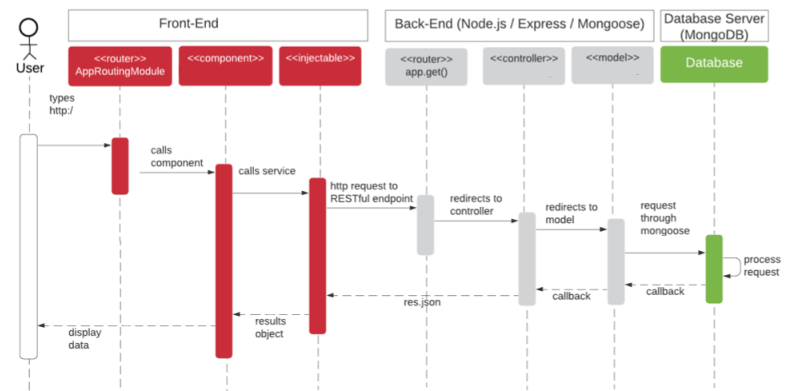 Front-End
Back-End (Node.js / Express / Mongoose)
Database Server
(MongoDB)
User
<<router>>
AppRoutingModule
<<component>>
<<injectable>>
<<router>>
app.get()
<<controller>>
<<model>>
Database
types
http:/
calls
component
calls service
http request to
RESTful endpoint
redirects to
controller
redirects to
model
request
through
mongoose
process
request
callback
callback
res.json
results
object
display
data